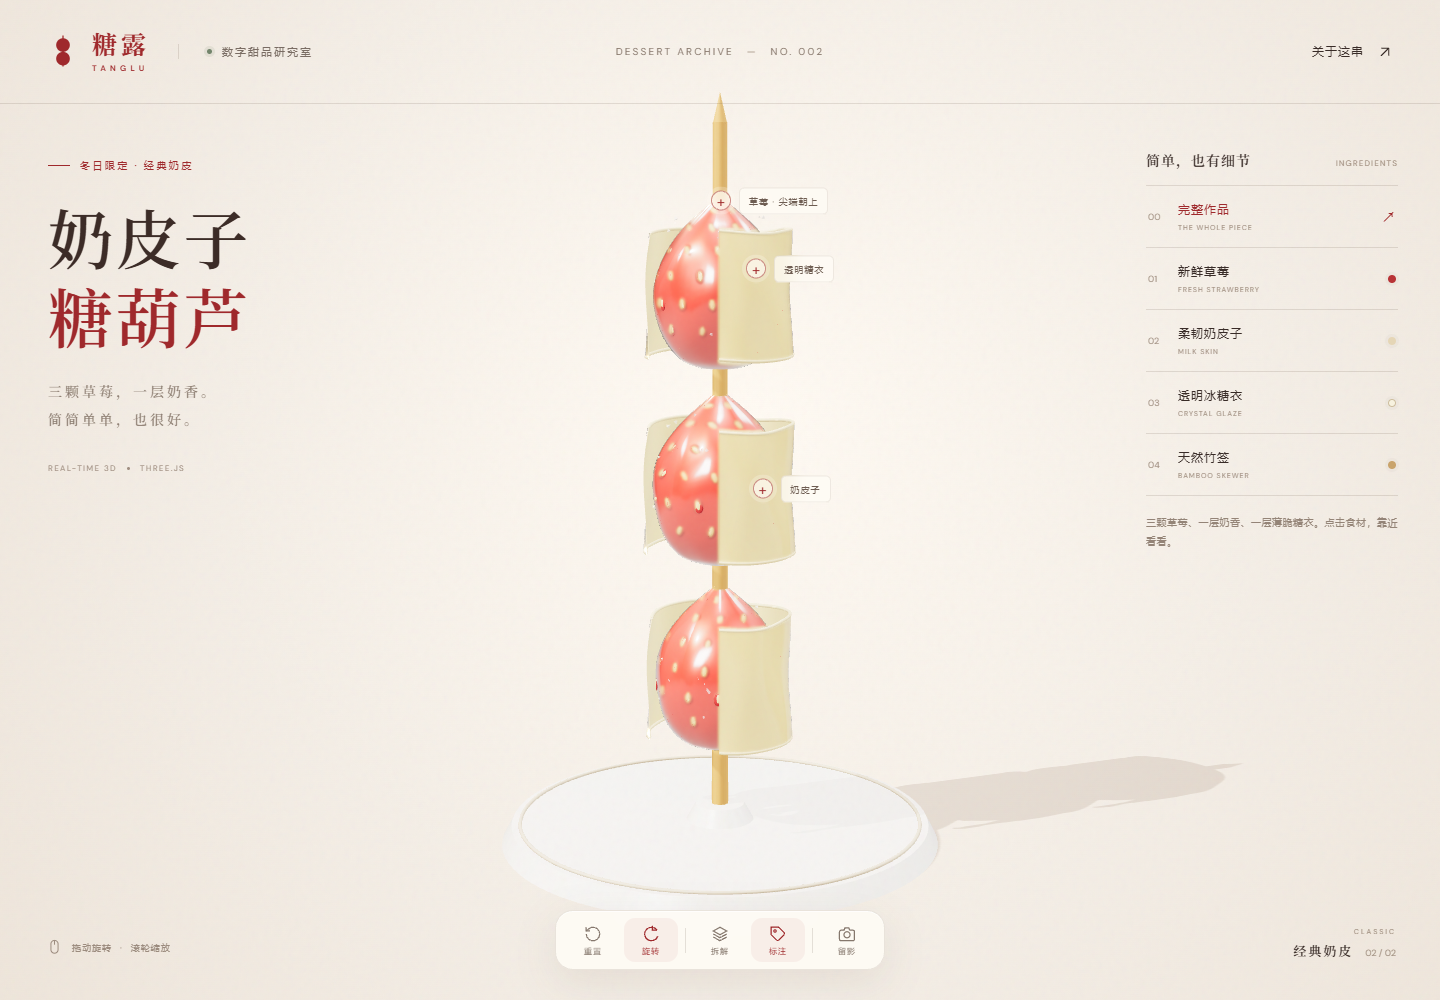 糖露
TANGLU
数字甜品研究室
DESSERT ARCHIVE — NO. 002
关于这串
冬日限定 · 经典奶皮
奶皮子
糖葫芦
三颗草莓，一层奶香。
简简单单，也很好。
REAL-TIME 3D • THREE.JS
草莓 · 尖端朝上
透明糖衣
奶皮子
简单，也有细节
INGREDIENTS
00 完整作品
THE WHOLE PIECE
01 新鲜草莓
FRESH STRAWBERRY
02 柔韧奶皮子
MILK SKIN
03 透明冰糖衣
CRYSTAL GLAZE
04 天然竹签
BAMBOO SKEWER
三颗草莓、一层奶香、一层薄脆糖衣。点击食材，靠近
看看。
拖动旋转 · 滚轮缩放
重置
旋转
拆解
标注
留影
CLASSIC
经典奶皮 02 / 02